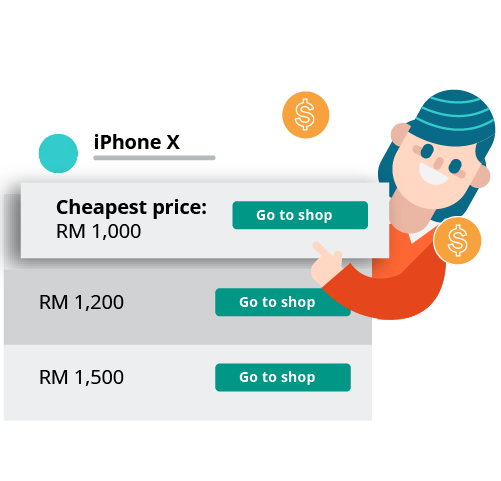 iPhone X
Cheapest price:
RM 1,000
Go to shop
RM 1,200
Go to shop
RM 1,500
Go to shop
$
$